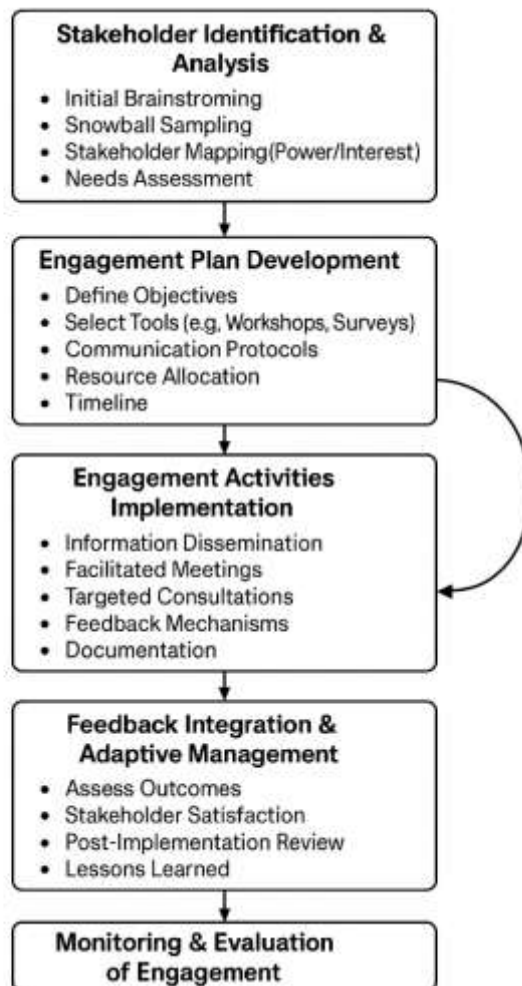 Stakeholder Identification &
Analysis
• Initial Brainstroming
• Snowball Sampling
• Stakeholder Mapping(Power/Interest)
• Needs Assessment
Engagement Plan Development
• Define Objectives
• Select Tools (e.g, Workshops, Surveys)
• Communication Protocols
• Resource Allocation
• Timeline
Engagement Activities
Implementation
• Information Dissemination
• Facilitated Meetings
• Targeted Consultations
• Feedback Mechanisms
• Documentation
Feedback Integration &
Adaptive Management
• Assess Outcomes
• Stakeholder Satisfaction
• Post-Implementation Review
• Lessons Learned
Monitoring & Evaluation
of Engagement